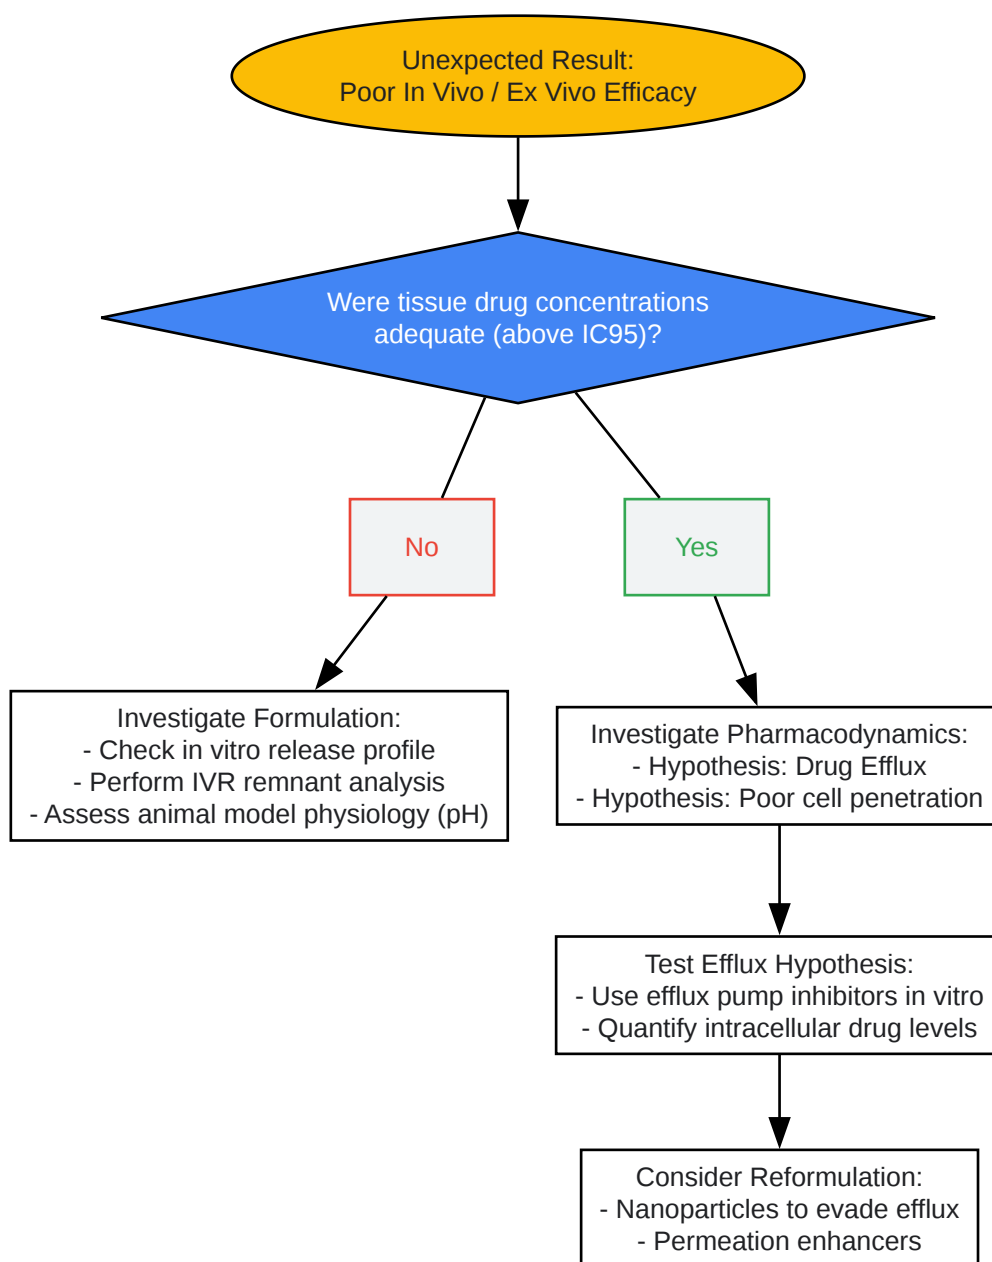 Unexpected Result:
Poor In Vivo / Ex Vivo Efficacy
Were tissue drug concentrations
adequate (above IC95)?
No
Yes
Investigate Formulation:
- Check in vitro release profile
- Perform IVR remnant analysis
- Assess animal model physiology (pH)
Investigate Pharmacodynamics:
- Hypothesis: Drug Efflux
- Hypothesis: Poor cell penetration
Test Efflux Hypothesis:
- Use efflux pump inhibitors in vitro
- Quantify intracellular drug levels
Consider Reformulation:
- Nanoparticles to evade efflux
- Permeation enhancers